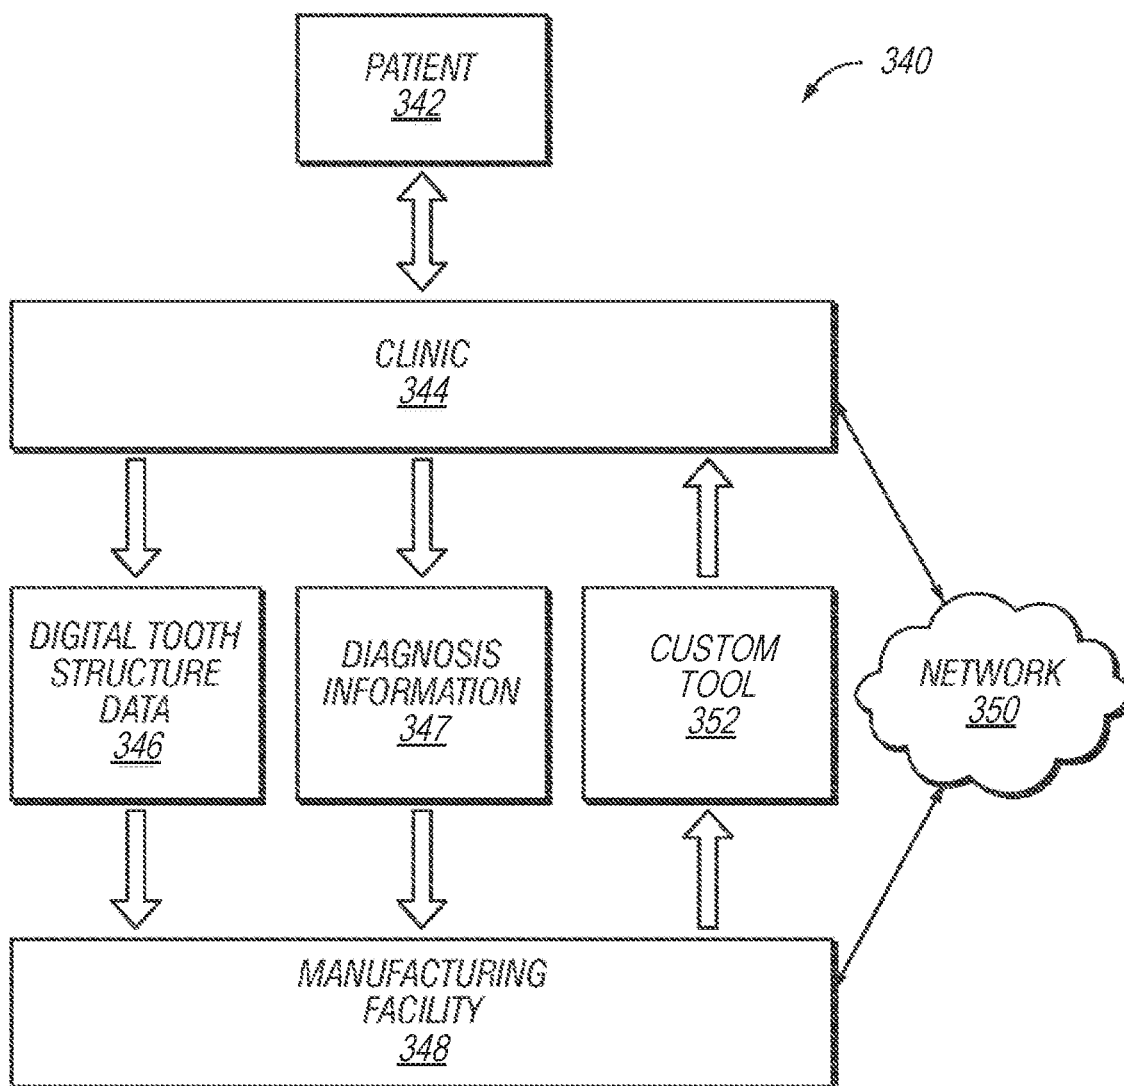 PATIENT
342
340
CLINIC
344
DIGITAL TOOTH
STRUCTURE
DATA
346
DIAGNOSIS
INFORMATION
347
CUSTOM
TOOL
352
NETWORK
350
MANUFACTURING
FACILITY
348